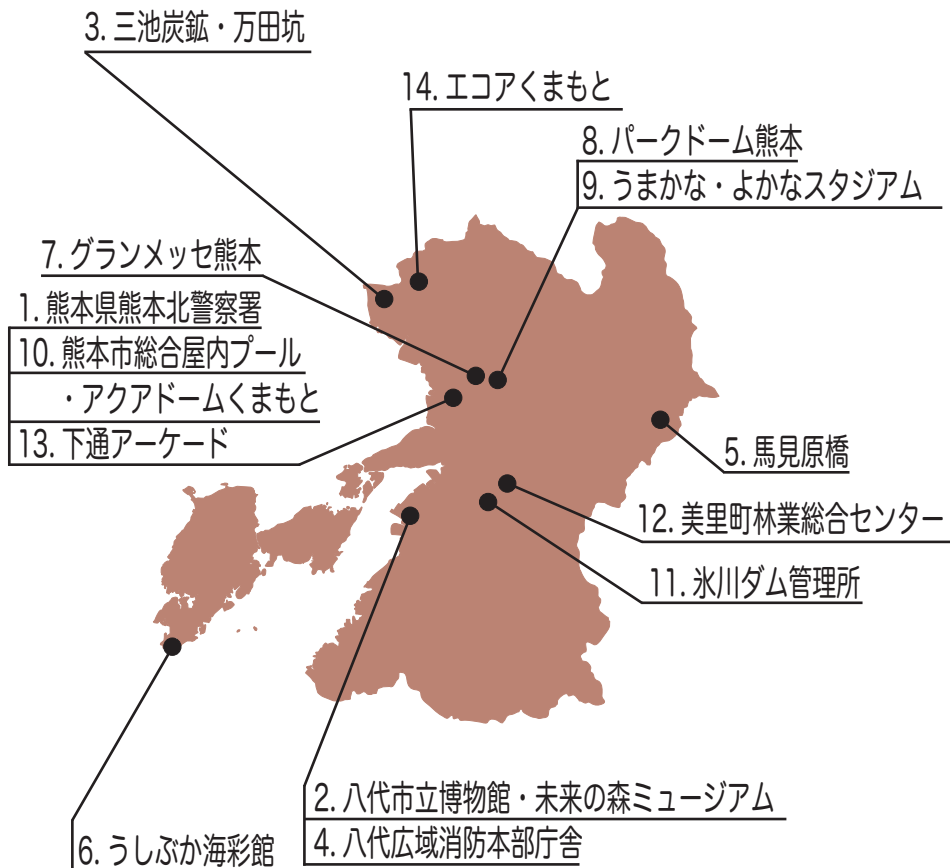 3. 三池炭鉱・万田坑
14. エコアくまもと
8. パークドーム熊本
9. うまかな・よかなスタジアム
7. グランメッセ熊本
1. 熊本県熊本北警察署
10. 熊本市総合屋内プール
・アクアドームくまもと
13. 下通アーケード
5. 馬見原橋
12. 美里町林業総合センター
11. 氷川ダム管理所
2. 八代市立博物館・未来の森ミュージアム
4. 八代広域消防本部庁舎
6. うしぶか海彩館